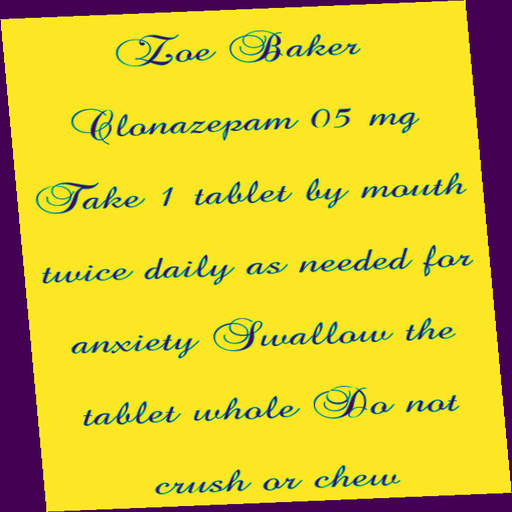 Zoe Baker
Clonazepam 05 mg
Take 1 tablet by mouth
twice daily as needed for
anxiety Swallow the
tablet whole Do not
crush or chew